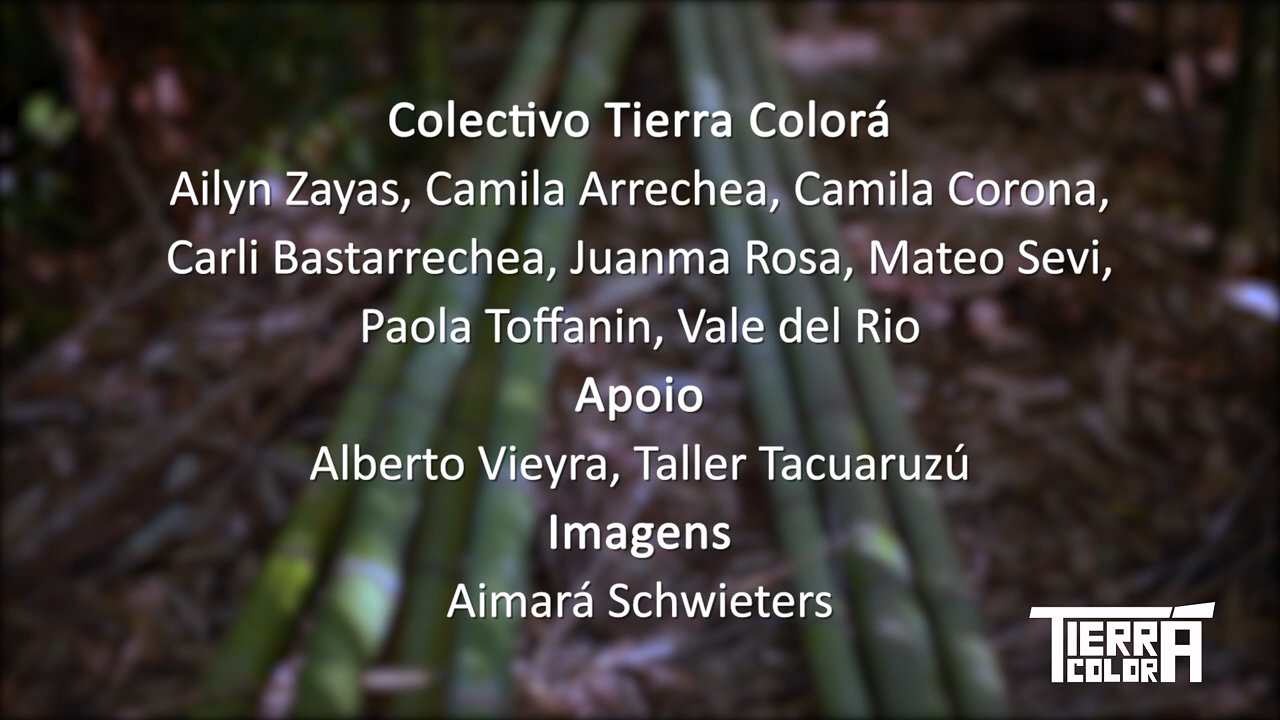 Colectivo Tierra Colorá
Ailyn Zayas, Camila Arrechea, Camila Corona,
Carli Bastarrechea, Juanma Rosa, Mateo Sevi,
Paola Toffanin, Vale del Rio
Apoio
Alberto Vieyra, Taller Tacuaruzú
Imagens
Aimará Schwieters
TIERRA
COLORÁ